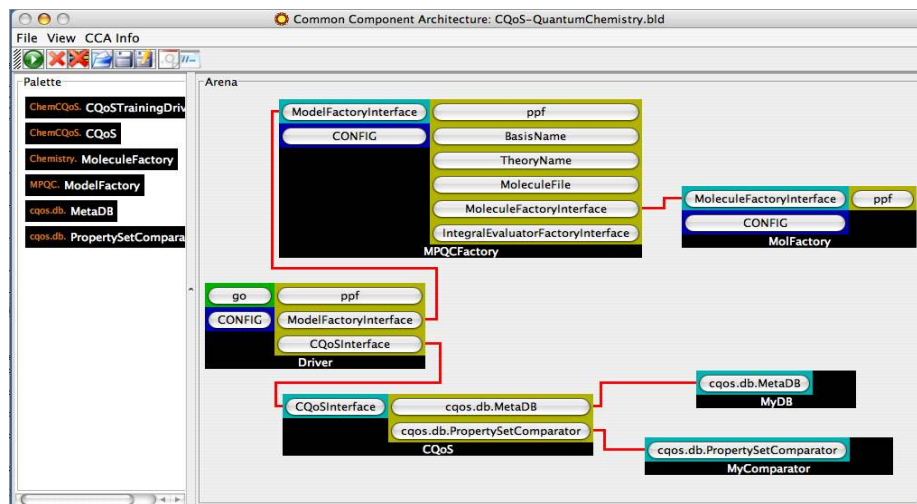 Common Component Architecture: CQoS-QuantumChemistry.bld
File View CCA Info
Palette
ChemCQoS. CQoSTrainingDriv
ChemCQoS. CQoS
Chemistry. MoleculeFactory
MPQC. ModelFactory
cqos.db. MetaDB
cqos.db. PropertySetCompara
Arena
ModelFactoryInterface ppf
CONFIG BasisName
TheoryName
MoleculeFile
MoleculeFactoryInterface
IntegralEvaluatorFactoryInterface
MPQCFactory
MoleculeFactoryInterface ppf
CONFIG
MolFactory
go ppf
CONFIG ModelFactoryInterface
CQoSInterface
Driver
CQoSInterface cqos.db.MetaDB
cqos.db.PropertySetComparator
CQoS
cqos.db.MetaDB
MyDB
cqos.db.PropertySetComparator
MyComparator